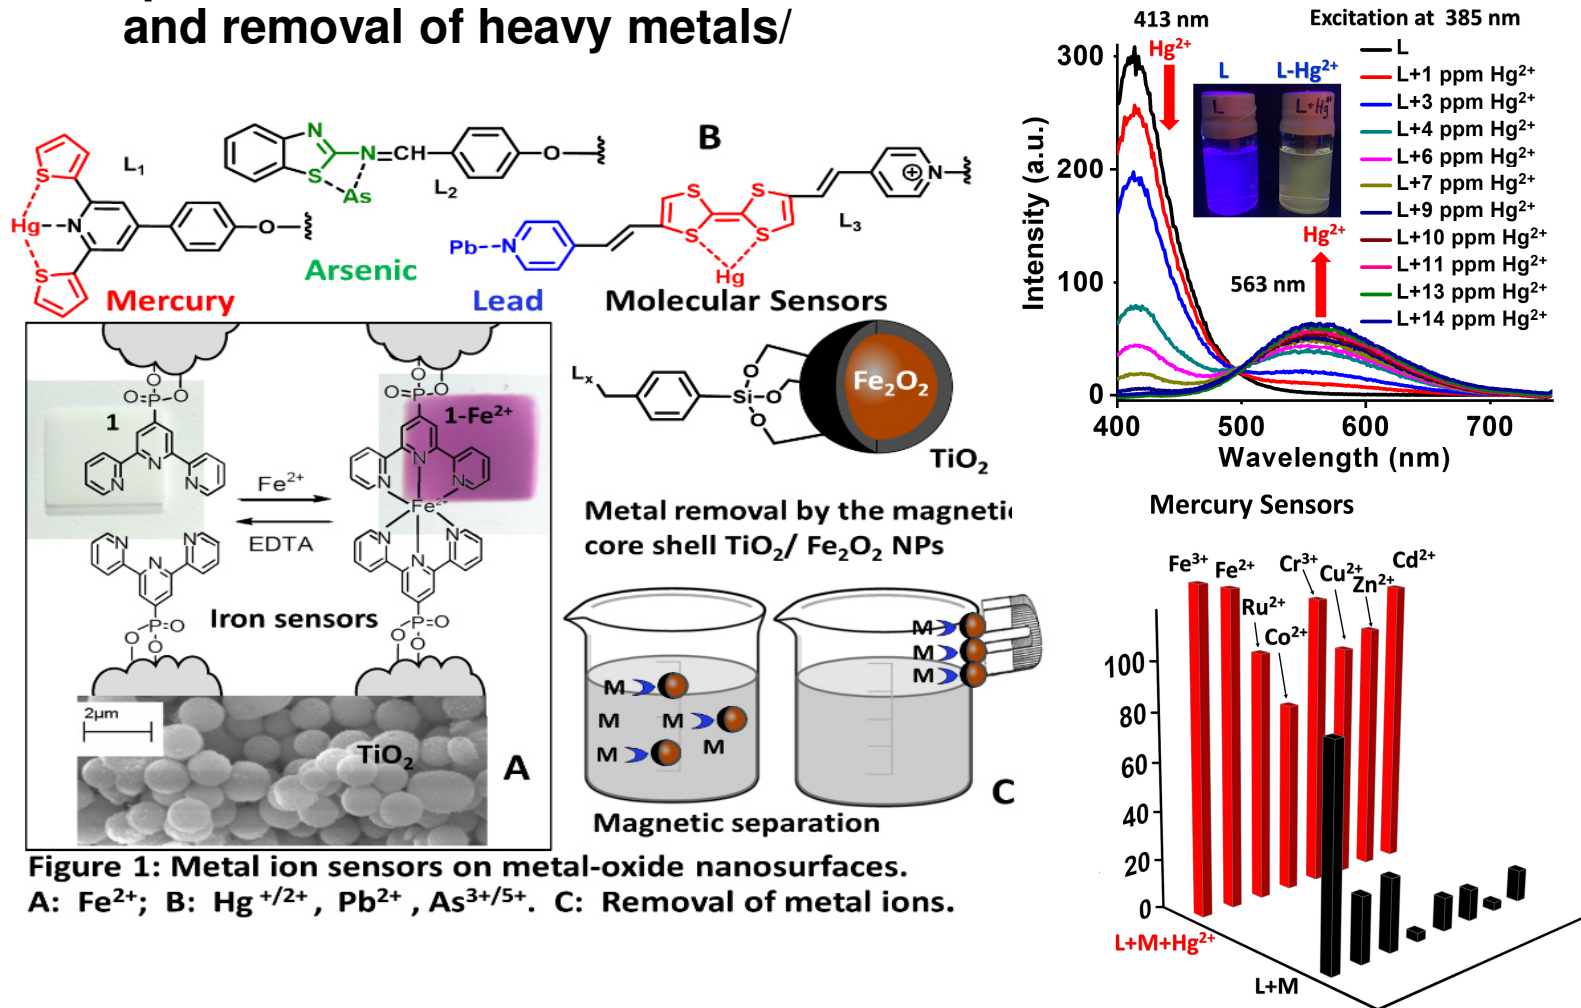 and removal of heavy metals/
L₁
N
N=CH
O
S
As
L₂
B
S
Hg
N
S
O
Arsenic
Mercury
S
S
S
S
N
L₃
Pb
N
Hg
Lead
Molecular Sensors
O
O=P
O
1
N
N
N
Fe²⁺
EDTA
N
N
N
O
P=O
O
Iron sensors
O
O=P
O
1-Fe²⁺
N
N
N
Fe²⁺
N
N
N
O
P=O
O
2μm
TiO₂
A
Lₓ
O
Si
O
O
Fe₂O₃
TiO₂
Metal removal by the magneti
core shell TiO₂/ Fe₂O₂ NPs
M
M
M
M
M
M
M
M
C
Magnetic separation
Figure 1: Metal ion sensors on metal-oxide nanosurfaces.
A: Fe²⁺; B: Hg ⁺/²⁺ , Pb²⁺ , As³⁺/⁵⁺. C: Removal of metal ions.
413 nm
Excitation at 385 nm
Hg²⁺
L
L-Hg²⁺
L
L+Hg²⁺
Hg²⁺
563 nm
L
L+1 ppm Hg²⁺
L+3 ppm Hg²⁺
L+4 ppm Hg²⁺
L+6 ppm Hg²⁺
L+7 ppm Hg²⁺
L+9 ppm Hg²⁺
L+10 ppm Hg²⁺
L+11 ppm Hg²⁺
L+13 ppm Hg²⁺
L+14 ppm Hg²⁺
Intensity (a.u.)
300
200
100
0
400
500
600
700
Wavelength (nm)
Mercury Sensors
Fe³⁺
Fe²⁺
Ru²⁺
Co²⁺
Cr³⁺
Cu²⁺
Zn²⁺
Cd²⁺
100
80
60
40
20
0
L+M+Hg²⁺
L+M